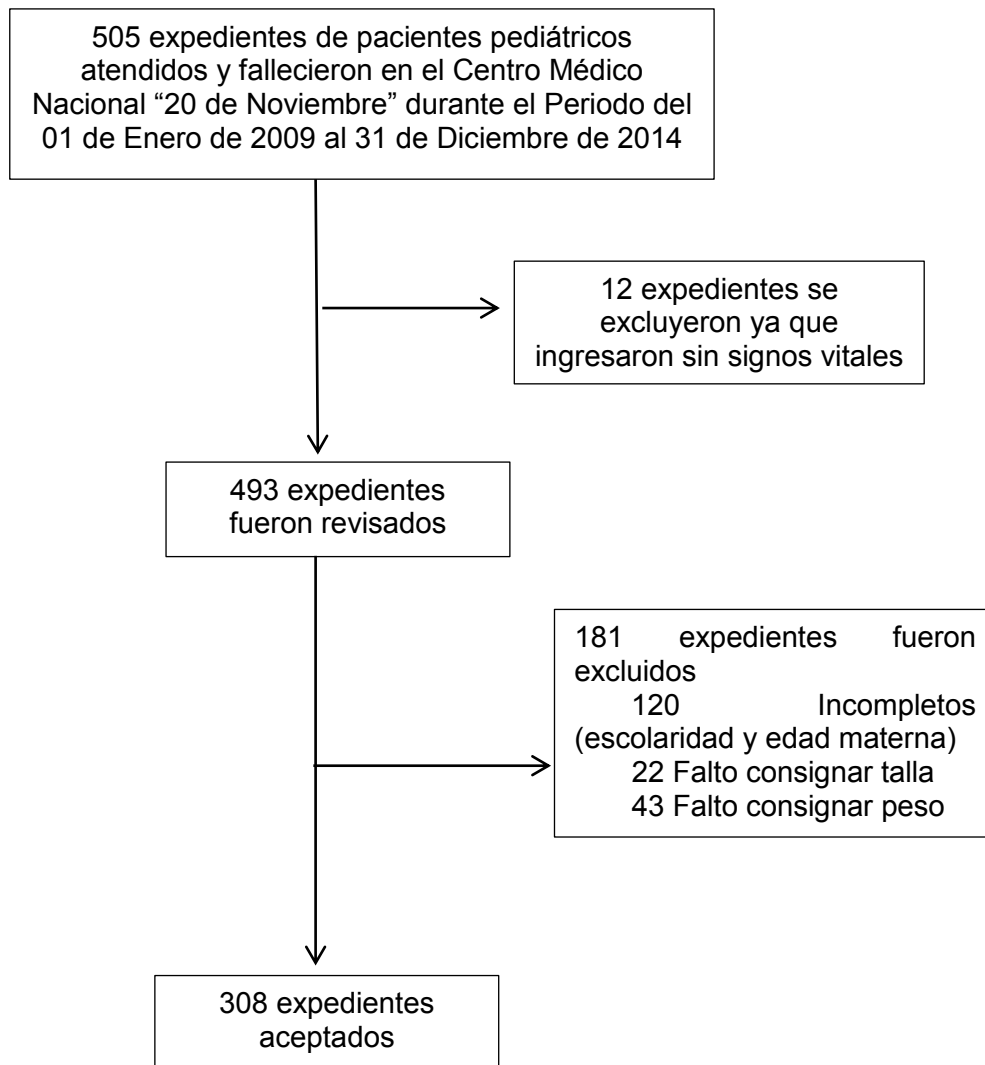 505 expedientes de pacientes pediátricos
atendidos y fallecieron en el Centro Médico
Nacional “20 de Noviembre” durante el Periodo del
01 de Enero de 2009 al 31 de Diciembre de 2014
12 expedientes se
excluyeron ya que
ingresaron sin signos vitales
493 expedientes
fueron revisados
181 expedientes fueron
excluidos
120 Incompletos
(escolaridad y edad materna)
22 Falto consignar talla
43 Falto consignar peso
308 expedientes
aceptados